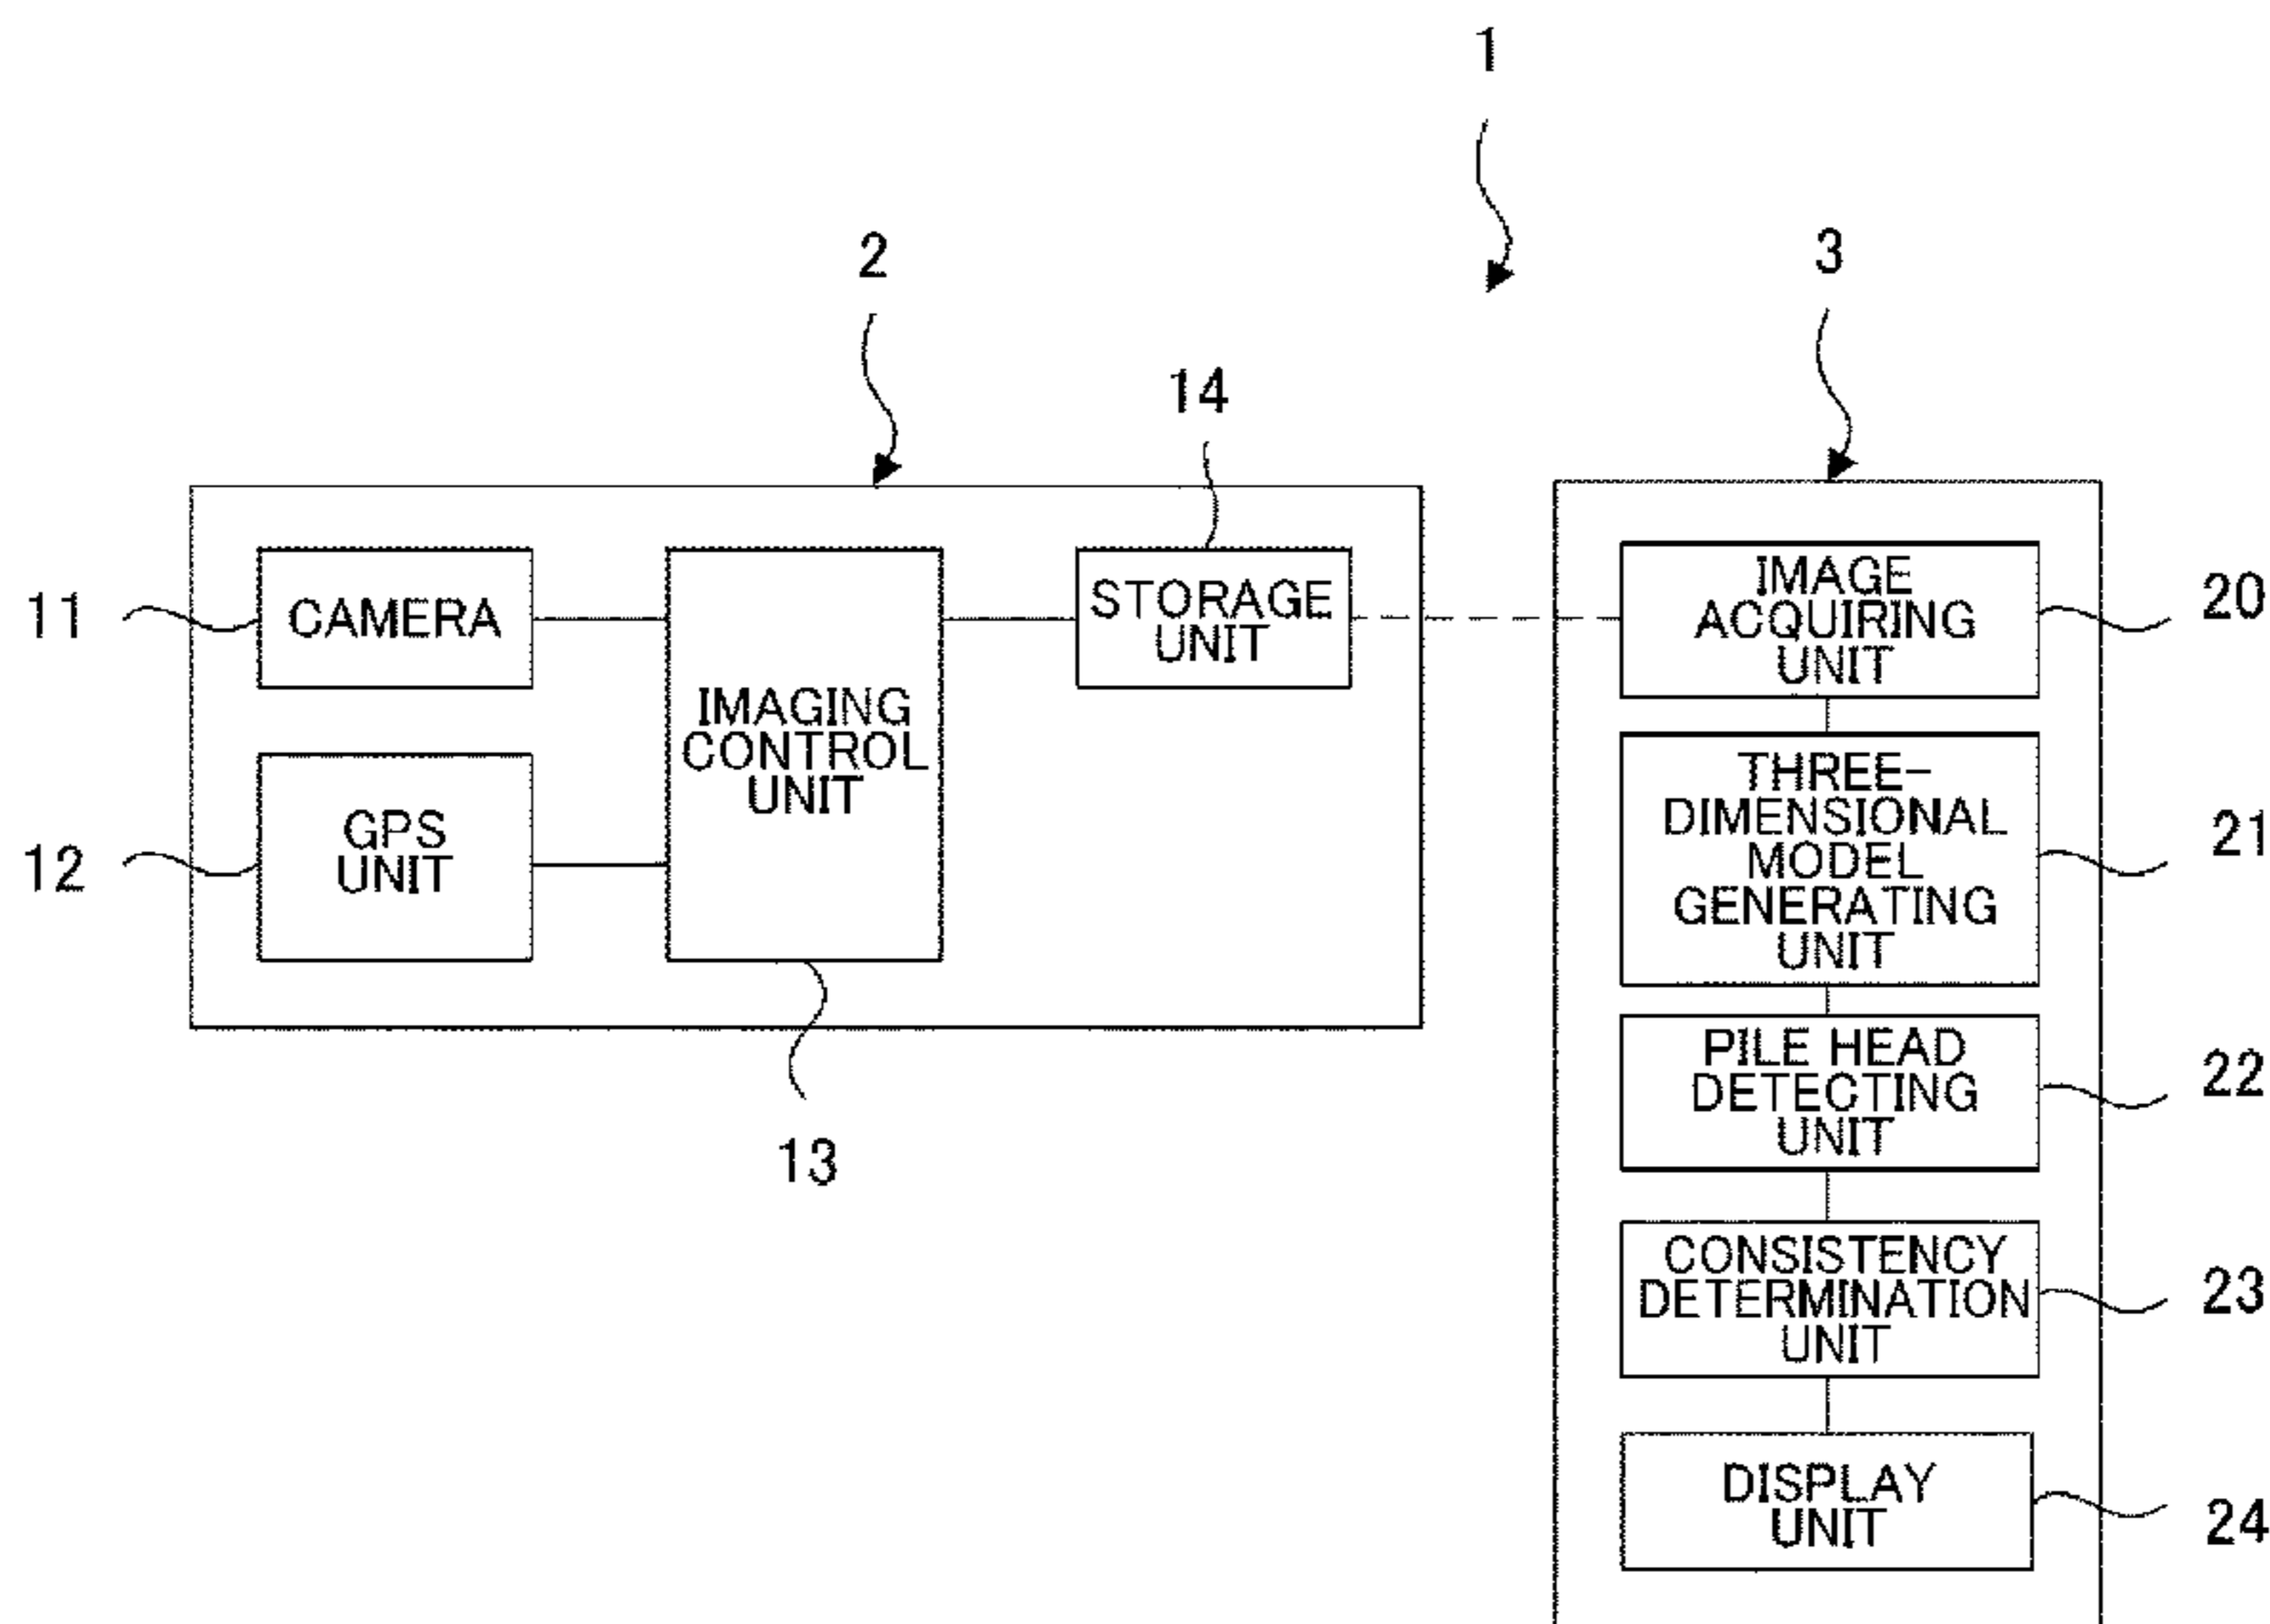 1
2
3
14
11
CAMERA
STORAGE
UNIT
IMAGE
ACQUIRING
UNIT
20
IMAGING
CONTROL
UNIT
12
GPS
UNIT
THREE-
DIMENSIONAL
MODEL
GENERATING
UNIT
21
13
PILE HEAD
DETECTING
UNIT
22
CONSISTENCY
DETERMINATION
UNIT
23
DISPLAY
UNIT
24